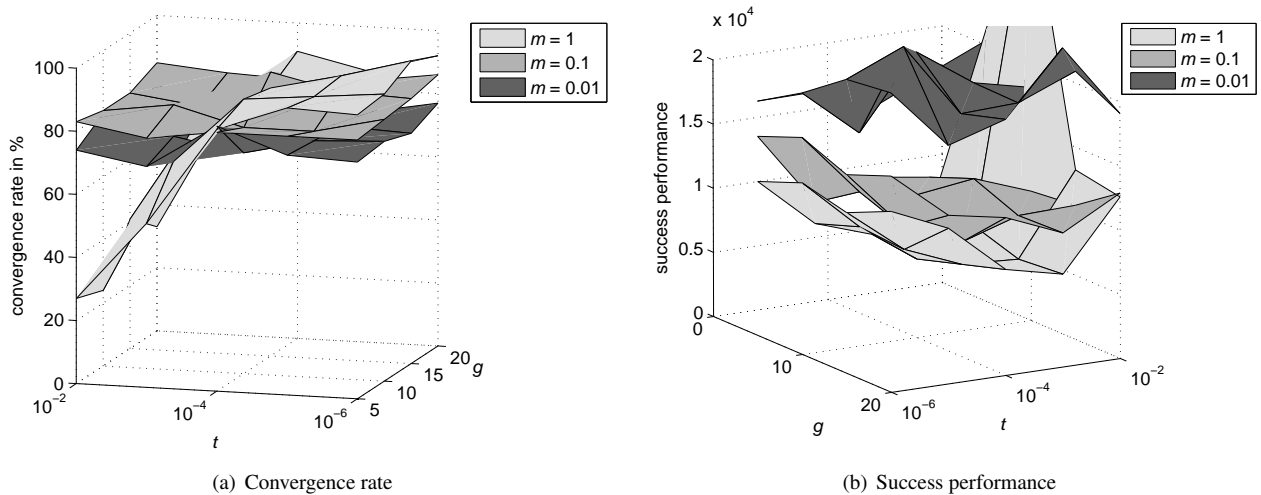 m = 1
m = 0.1
m = 0.01
convergence rate in %
100
80
60
40
20
0
10⁻²
10⁻⁴
10⁻⁶
t
5
10
15
20
g
(a) Convergence rate
x 10⁴
m = 1
m = 0.1
m = 0.01
success performance
2
1.5
1
0.5
0
0
10
20
g
10⁻⁶
10⁻⁴
10⁻²
t
(b) Success performance